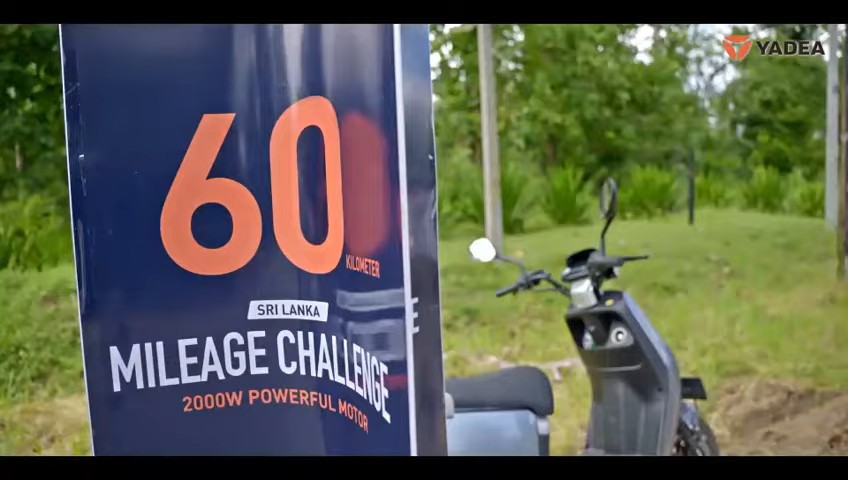 YADEA
60
KILOMETER
SRI LANKA
MILEAGE CHALLENGE
2000W POWERFUL MOTOR
E